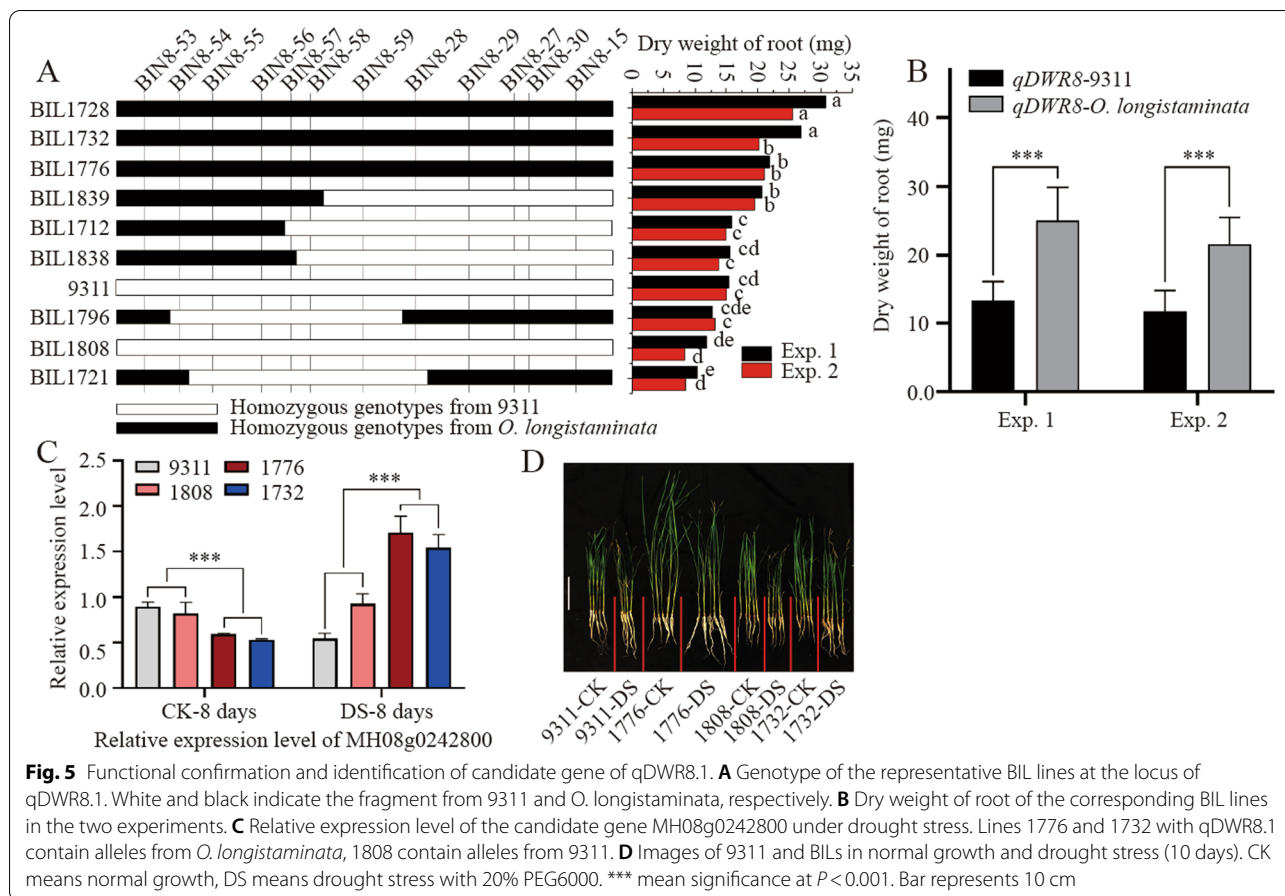 A
BIN8-53
BIN8-54
BIN8-55
BIN8-56
BIN8-57
BIN8-58
BIN8-59
BIN8-28
BIN8-29
BIN8-27
BIN8-30
BIN8-15
Dry weight of root (mg)
0 5 10 15 20 25 30 35
BIL1728
a
a
BIL1732
a
b
BIL1776
b
b
BIL1839
b
b
BIL1712
c
c
BIL1838
cd
c
9311
cd
c
BIL1796
cde
c
BIL1808
de
d
BIL1721
e
d
Exp. 1
Exp. 2
Homozygous genotypes from 9311
Homozygous genotypes from O. longistaminata
B
qDWR8-9311
qDWR8-O. longistaminata
Dry weight of root (mg)
40
30
20
10
0.0
***
***
Exp. 1
Exp. 2
C
9311
1776
1808
1732
Relative expression level
2.5
2.0
1.5
1.0
0.5
0.0
***
***
CK-8 days
DS-8 days
Relative expression level of MH08g0242800
D
9311-CK
9311-DS
1776-CK
1776-DS
1808-CK
1808-DS
1732-CK
1732-DS
Fig. 5 Functional confirmation and identification of candidate gene of qDWR8.1. A Genotype of the representative BIL lines at the locus of
qDWR8.1. White and black indicate the fragment from 9311 and O. longistaminata, respectively. B Dry weight of root of the corresponding BIL lines
in the two experiments. C Relative expression level of the candidate gene MH08g0242800 under drought stress. Lines 1776 and 1732 with qDWR8.1
contain alleles from O. longistaminata, 1808 contain alleles from 9311. D Images of 9311 and BILs in normal growth and drought stress (10 days). CK
means normal growth, DS means drought stress with 20% PEG6000. *** mean significance at P < 0.001. Bar represents 10 cm